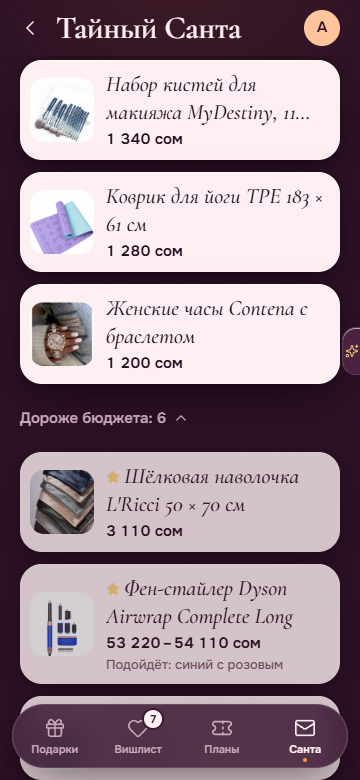 Тайный Санта
А
Набор кистей для
макияжа MyDestiny, 11...
1 340 сом
Коврик для йоги TPE 183 ×
61 см
1 280 сом
Женские часы Contena с
браслетом
1 200 сом
Дороже бюджета: 6
Шёлковая наволочка
L'Ricci 50 × 70 см
3 110 сом
Фен-стайлер Dyson
Airwrap Complete Long
53 220 – 54 110 сом
Подойдёт: синий с розовым
7
Подарки
Вишлист
Планы
Санта